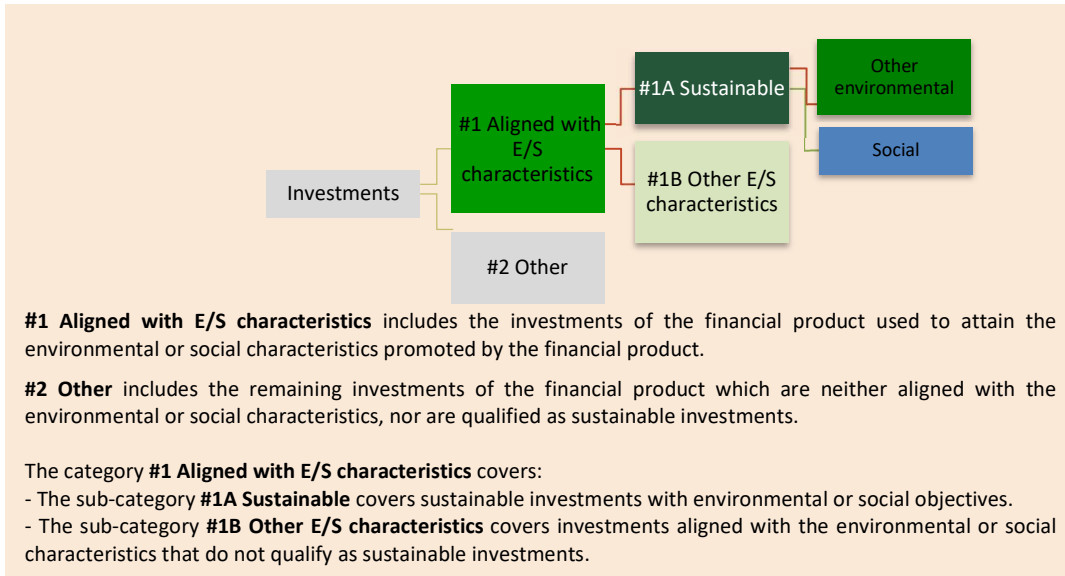 Investments
#1 Aligned with
E/S
characteristics
#2 Other
#1A Sustainable
#1B Other E/S
characteristics
Other
environmental
Social
#1 Aligned with E/S characteristics includes the investments of the financial product used to attain the
environmental or social characteristics promoted by the financial product.
#2 Other includes the remaining investments of the financial product which are neither aligned with the
environmental or social characteristics, nor are qualified as sustainable investments.
The category #1 Aligned with E/S characteristics covers:
- The sub-category #1A Sustainable covers sustainable investments with environmental or social objectives.
- The sub-category #1B Other E/S characteristics covers investments aligned with the environmental or social
characteristics that do not qualify as sustainable investments.